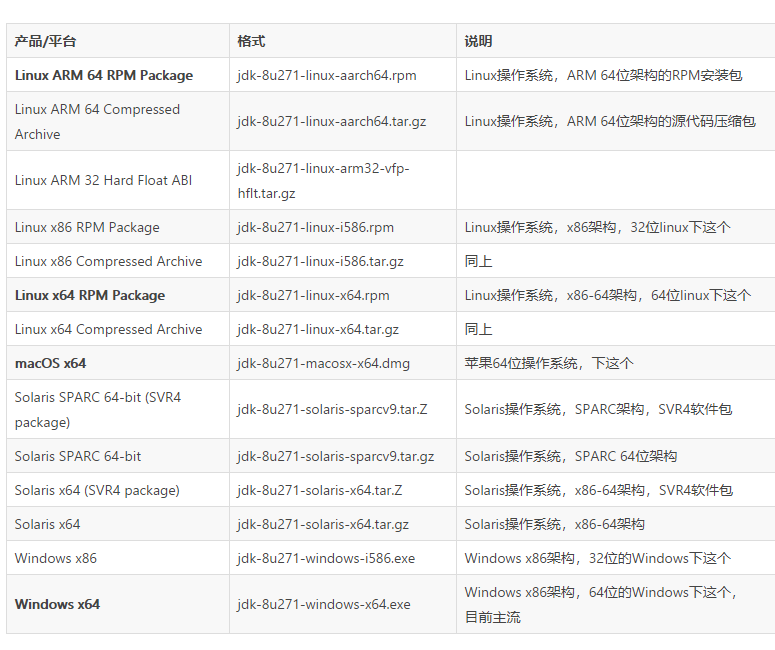 产品/平台 格式 说明
Linux ARM 64 RPM Package jdk-8u271-linux-aarch64.rpm Linux操作系统，ARM 64位架构的RPM安装包
Linux ARM 64 Compressed
Archive
jdk-8u271-linux-aarch64.tar.gz Linux操作系统，ARM 64位架构的源代码压缩包
Linux ARM 32 Hard Float ABI
jdk-8u271-linux-arm32-vfp-
hflt.tar.gz
Linux x86 RPM Package jdk-8u271-linux-i586.rpm Linux操作系统，x86架构，32位linux下这个
Linux x86 Compressed Archive jdk-8u271-linux-i586.tar.gz 同上
Linux x64 RPM Package jdk-8u271-linux-x64.rpm Linux操作系统，x86-64架构，64位linux下这个
Linux x64 Compressed Archive jdk-8u271-linux-x64.tar.gz 同上
macOS x64 jdk-8u271-macosx-x64.dmg 苹果64位操作系统，下这个
Solaris SPARC 64-bit (SVR4
package)
jdk-8u271-solaris-sparcv9.tar.Z Solaris操作系统，SPARC架构，SVR4软件包
Solaris SPARC 64-bit jdk-8u271-solaris-sparcv9.tar.gz Solaris操作系统，SPARC 64位架构
Solaris x64 (SVR4 package) jdk-8u271-solaris-x64.tar.Z Solaris操作系统，x86-64架构，SVR4软件包
Solaris x64 jdk-8u271-solaris-x64.tar.gz Solaris操作系统，x86-64架构
Windows x86 jdk-8u271-windows-i586.exe Windows x86架构，32位的Windows下这个
Windows x64 jdk-8u271-windows-x64.exe
Windows x86架构，64位的Windows下这个，
目前主流